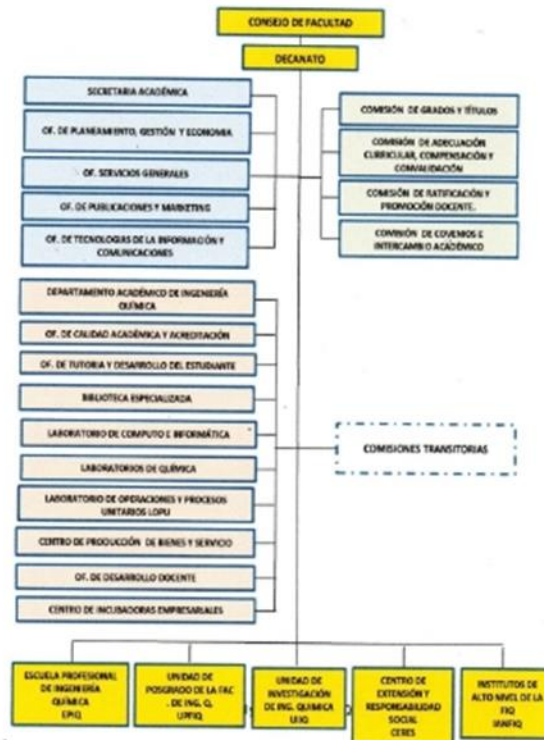 CONSEJO DE FACULTAD
DECANATO
SECRETARIA ACADÉMICA
OF. DE PLANEAMIENTO, GESTIÓN Y ECONOMIA
OF. SERVICIOS GENERALES
OF. DE PUBLICACIONES Y MARKETING
OF. DE TECNOLOGIAS DE LA INFORMACIÓN Y
COMUNICACIONES
COMISIÓN DE GRADOS Y TÍTULOS
COMISIÓN DE ADECUACIÓN
CURRICULAR, COMPENSACIÓN Y
CONVALIDACIÓN
COMISIÓN DE RATIFICACIÓN Y
PROMOCIÓN DOCENTE.
COMISIÓN DE COVENIOS E
INTERCAMBIO ACADÉMICO
DEPARTAMENTO ACADÉMICO DE INGENIERÍA
QUÍMICA
OF. DE CALIDAD ACADÉMICA Y ACREDITACIÓN
OF. DE TUTORIA Y DESARROLLO DEL ESTUDIANTE
BIBLIOTECA ESPECIALIZADA
LABORATORIO DE COMPUTO E INFORMÁTICA
LABORATORIOS DE QUÍMICA
LABORATORIO DE OPERACIONES Y PROCESOS
UNITARIOS LOPU
CENTRO DE PRODUCCIÓN DE BIENES Y SERVICIO
OF. DE DESARROLLO DOCENTE
CENTRO DE INCUBADORAS EMPRESARIALES
COMISIONES TRANSITORIAS
ESCUELA PROFESIONAL
DE INGENIERÍA
QUÍMICA
EPIQ
UNIDAD DE
POSGRADO DE LA FAC
. DE ING. Q.
UPFIQ
UNIDAD DE
INVESTIGACIÓN
DE ING. QUIMICA
UIIQ
CENTRO DE
EXTENSIÓN Y
RESPONSABILIDAD
SOCIAL
CERES
INSTITUTOS DE
ALTO NIVEL DE LA
FIQ
IANFIQ